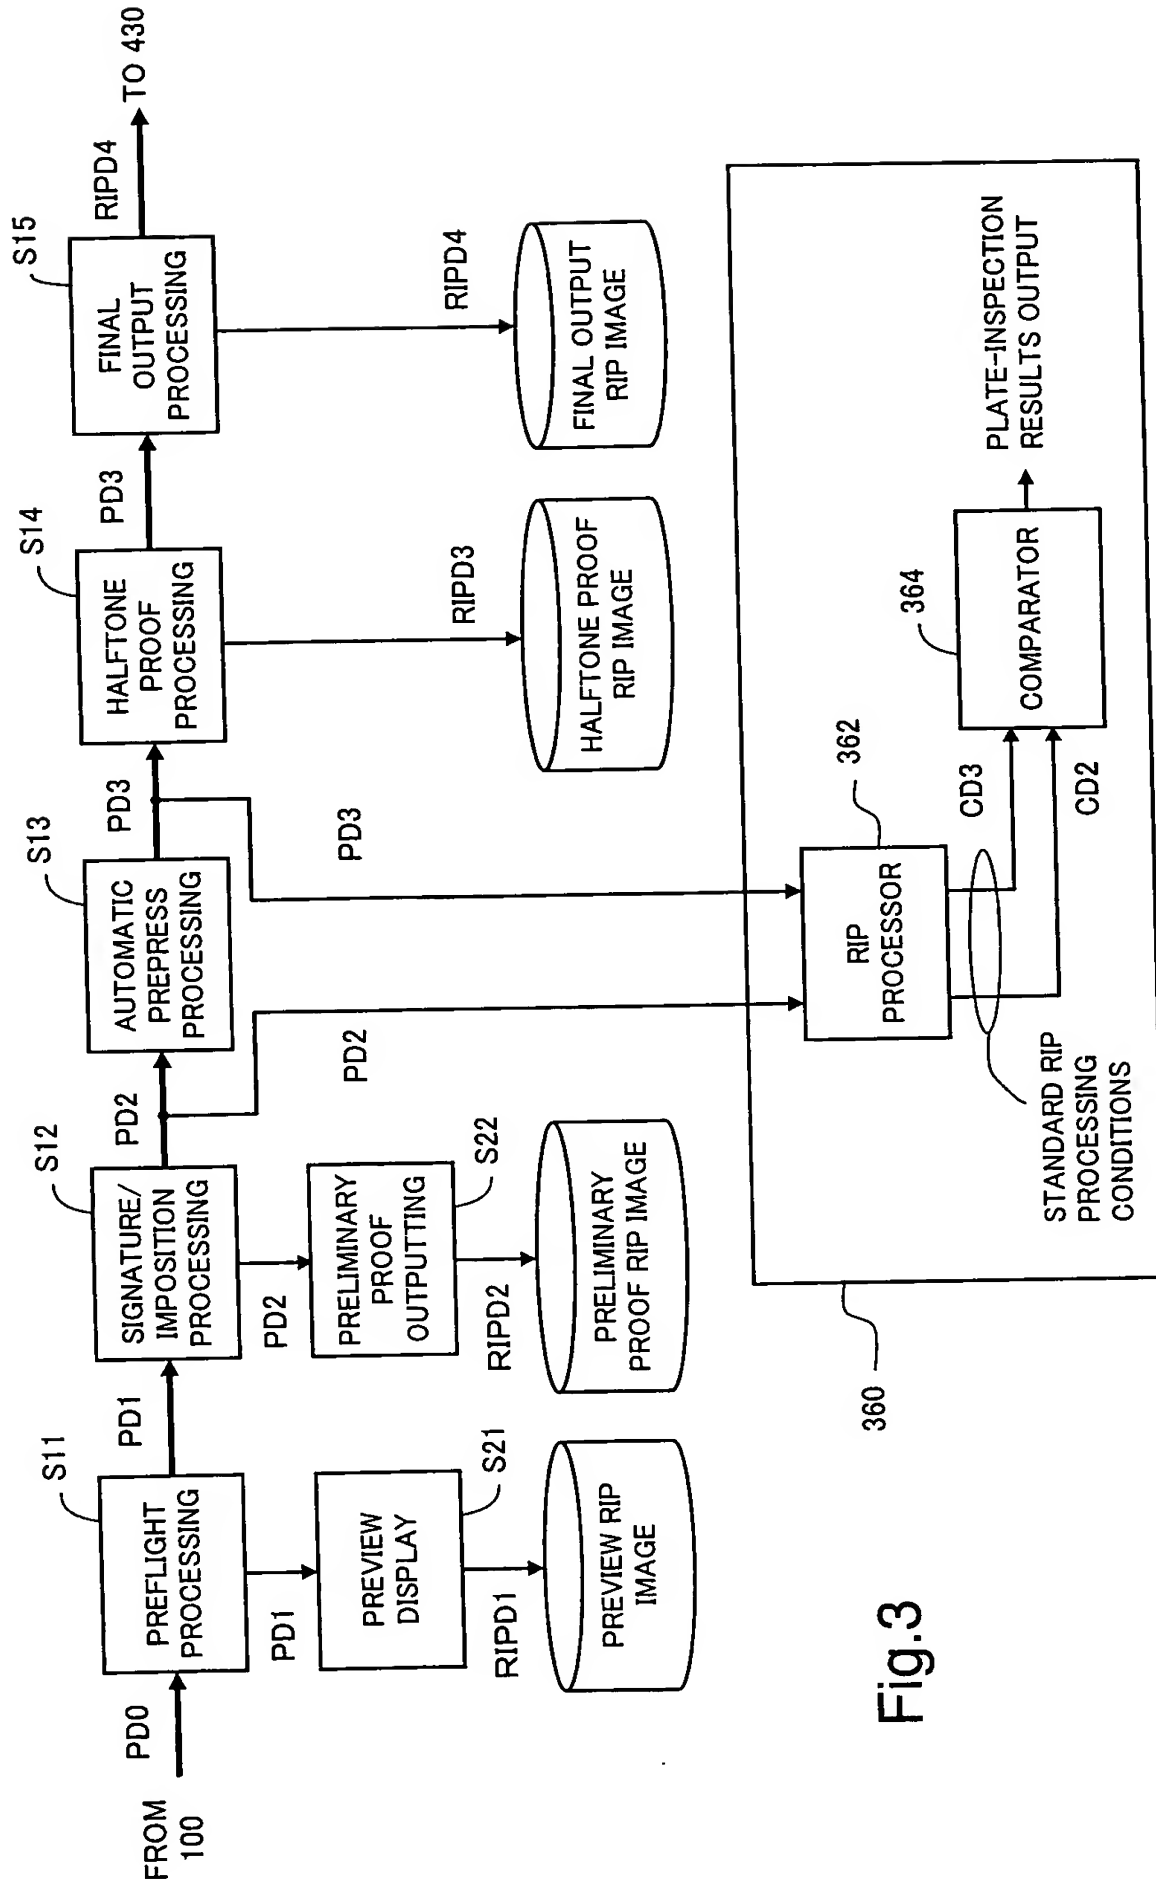 FROM
100
PD0
PREFLIGHT
PROCESSING
S11
PD1
SIGNATURE/
IMPOSITION
PROCESSING
S12
PD2
AUTOMATIC
PREPRESS
PROCESSING
S13
PD3
HALFTONE
PROOF
PROCESSING
S14
PD3
FINAL
OUTPUT
PROCESSING
S15
RIPD4
TO 430
PD1
PREVIEW
DISPLAY
S21
RIPD1
PREVIEW RIP
IMAGE
PD2
PRELIMINARY
PROOF
OUTPUTTING
S22
RIPD2
PRELIMINARY
PROOF RIP IMAGE
PD2
PD3
RIPD3
HALFTONE PROOF
RIP IMAGE
RIPD4
FINAL OUTPUT
RIP IMAGE
360
RIP
PROCESSOR
362
STANDARD RIP
PROCESSING
CONDITIONS
CD3
CD2
COMPARATOR
364
PLATE-INSPECTION
RESULTS OUTPUT
Fig.3